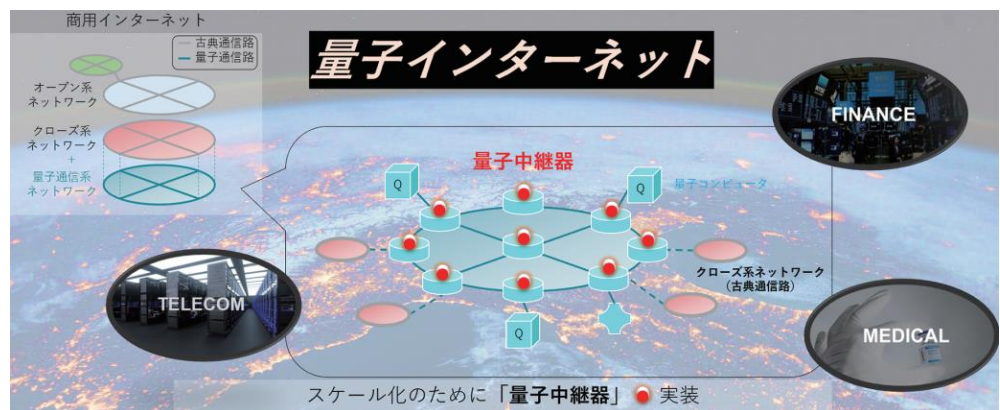 商用インターネット
古典通信路
量子通信路
オープン系
ネットワーク
クローズ系
ネットワーク
+
量子通信系
ネットワーク
量子インターネット
FINANCE
量子中継器
Q
Q
量子コンピュータ
クローズ系ネットワーク
(古典通信路)
TELECOM
Q
MEDICAL
スケール化のために「量子中継器」 実装